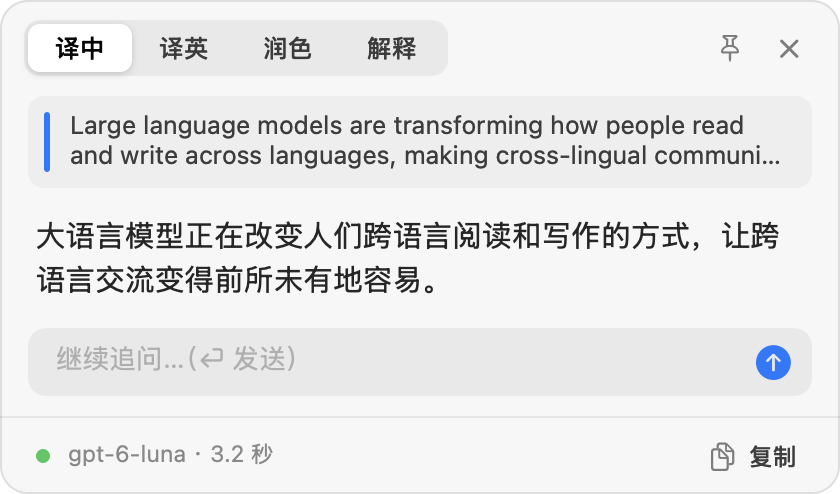 译中 译英 润色 解释
Large language models are transforming how people read
and write across languages, making cross-lingual communi...
大语言模型正在改变人们跨语言阅读和写作的方式，让跨
语言交流变得前所未有地容易。
继续追问...(⏎ 发送)
gpt-6-luna · 3.2 秒 复制